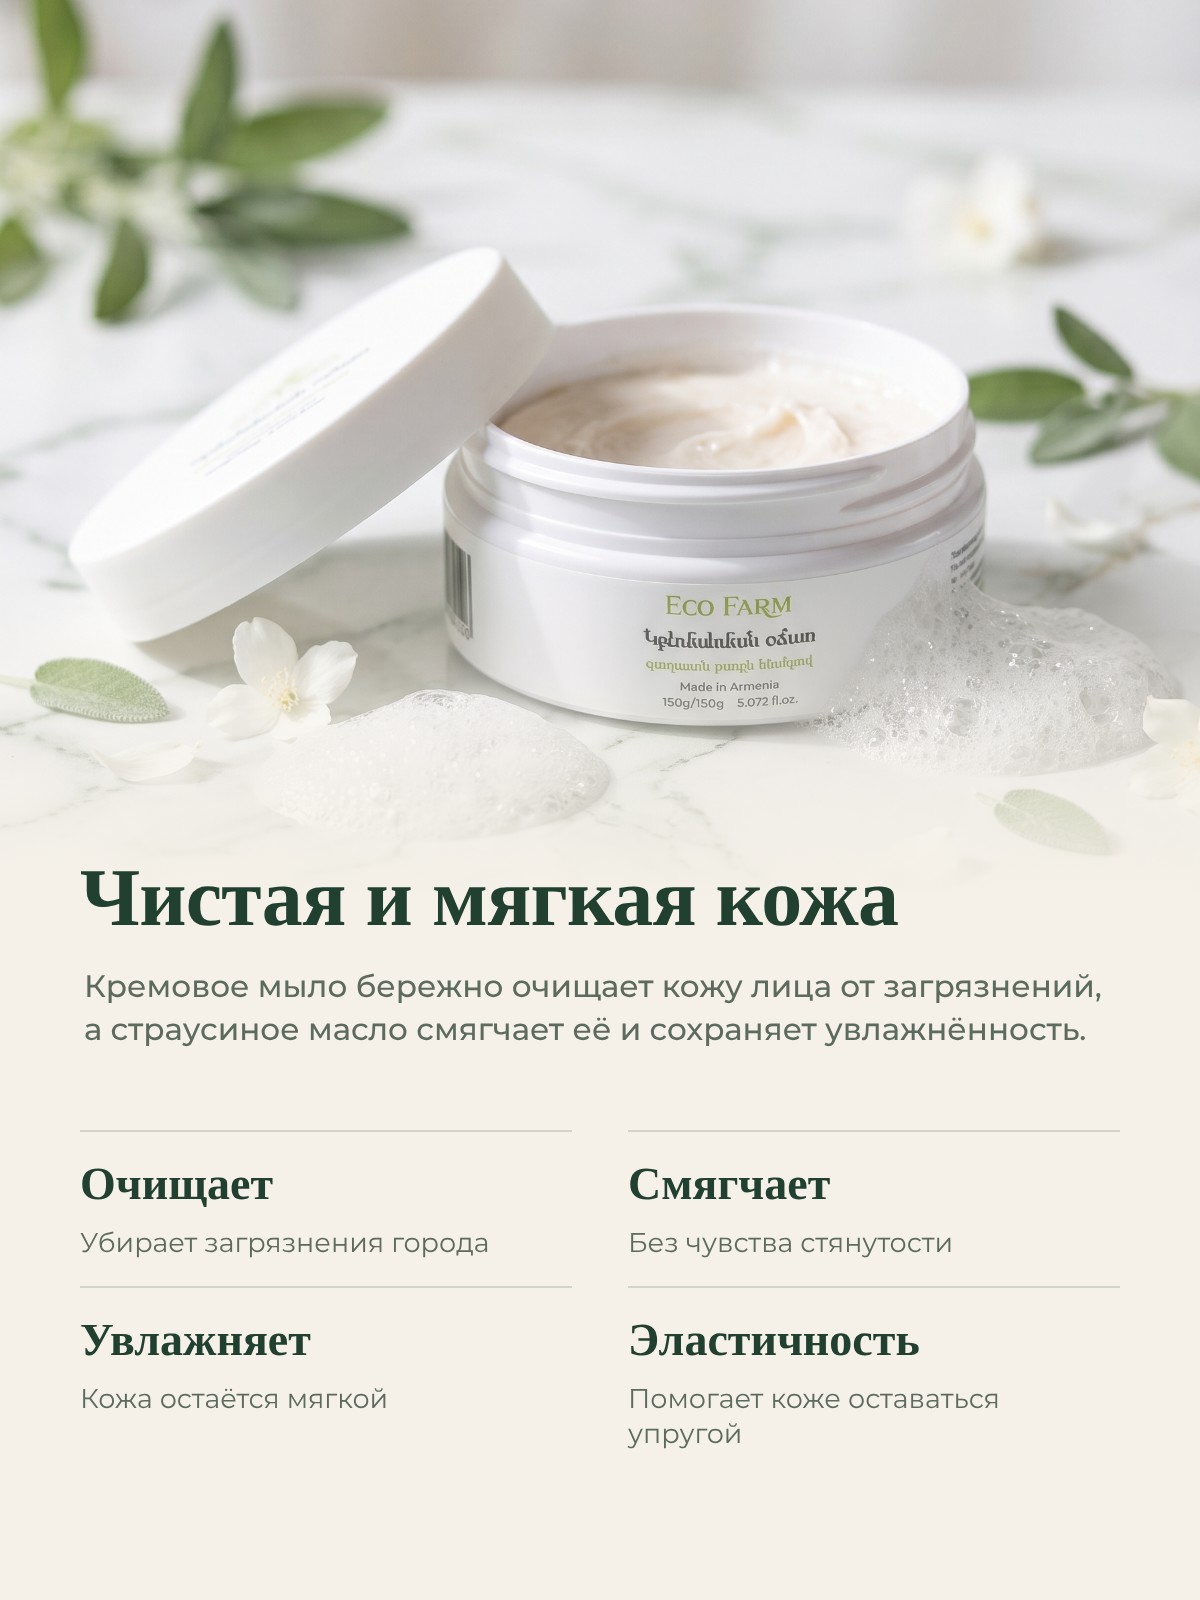 ECO FARM
օճառ
Made in Armenia
150g/150g 5.072 fl.oz.
Чистая и мягкая кожа
Кремовое мыло бережно очищает кожу лица от загрязнений,
а страусиное масло смягчает её и сохраняет увлажнённость.
Очищает
Смягчает
Убирает загрязнения города
Без чувства стянутости
Увлажняет
Эластичность
Кожа остаётся мягкой
Помогает коже оставаться
упругой